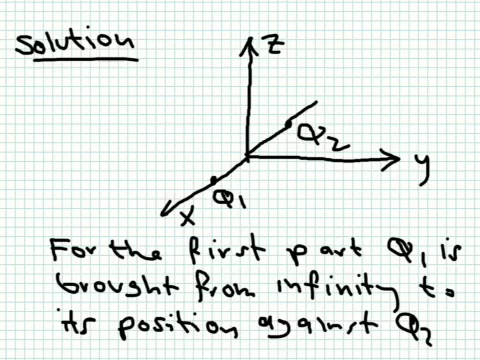 Solution
z
Q2
y
Q1
x
For the first part Q1 is
brought from infinity to
its position against Q2